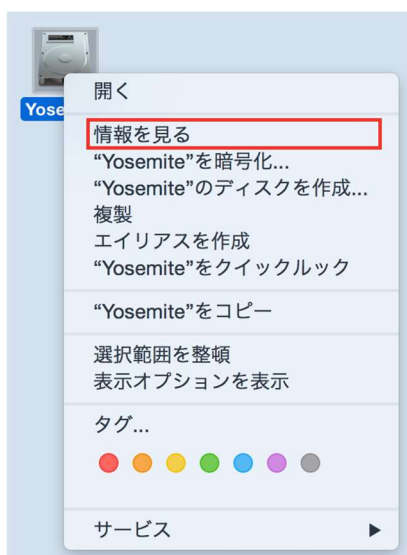 Yose
開く
情報を見る
“Yosemite”を暗号化...
“Yosemite”のディスクを作成...
複製
エイリアスを作成
“Yosemite”をクイックルック
“Yosemite”をコピー
選択範囲を整頓
表示オプションを表示
タグ...
サービス